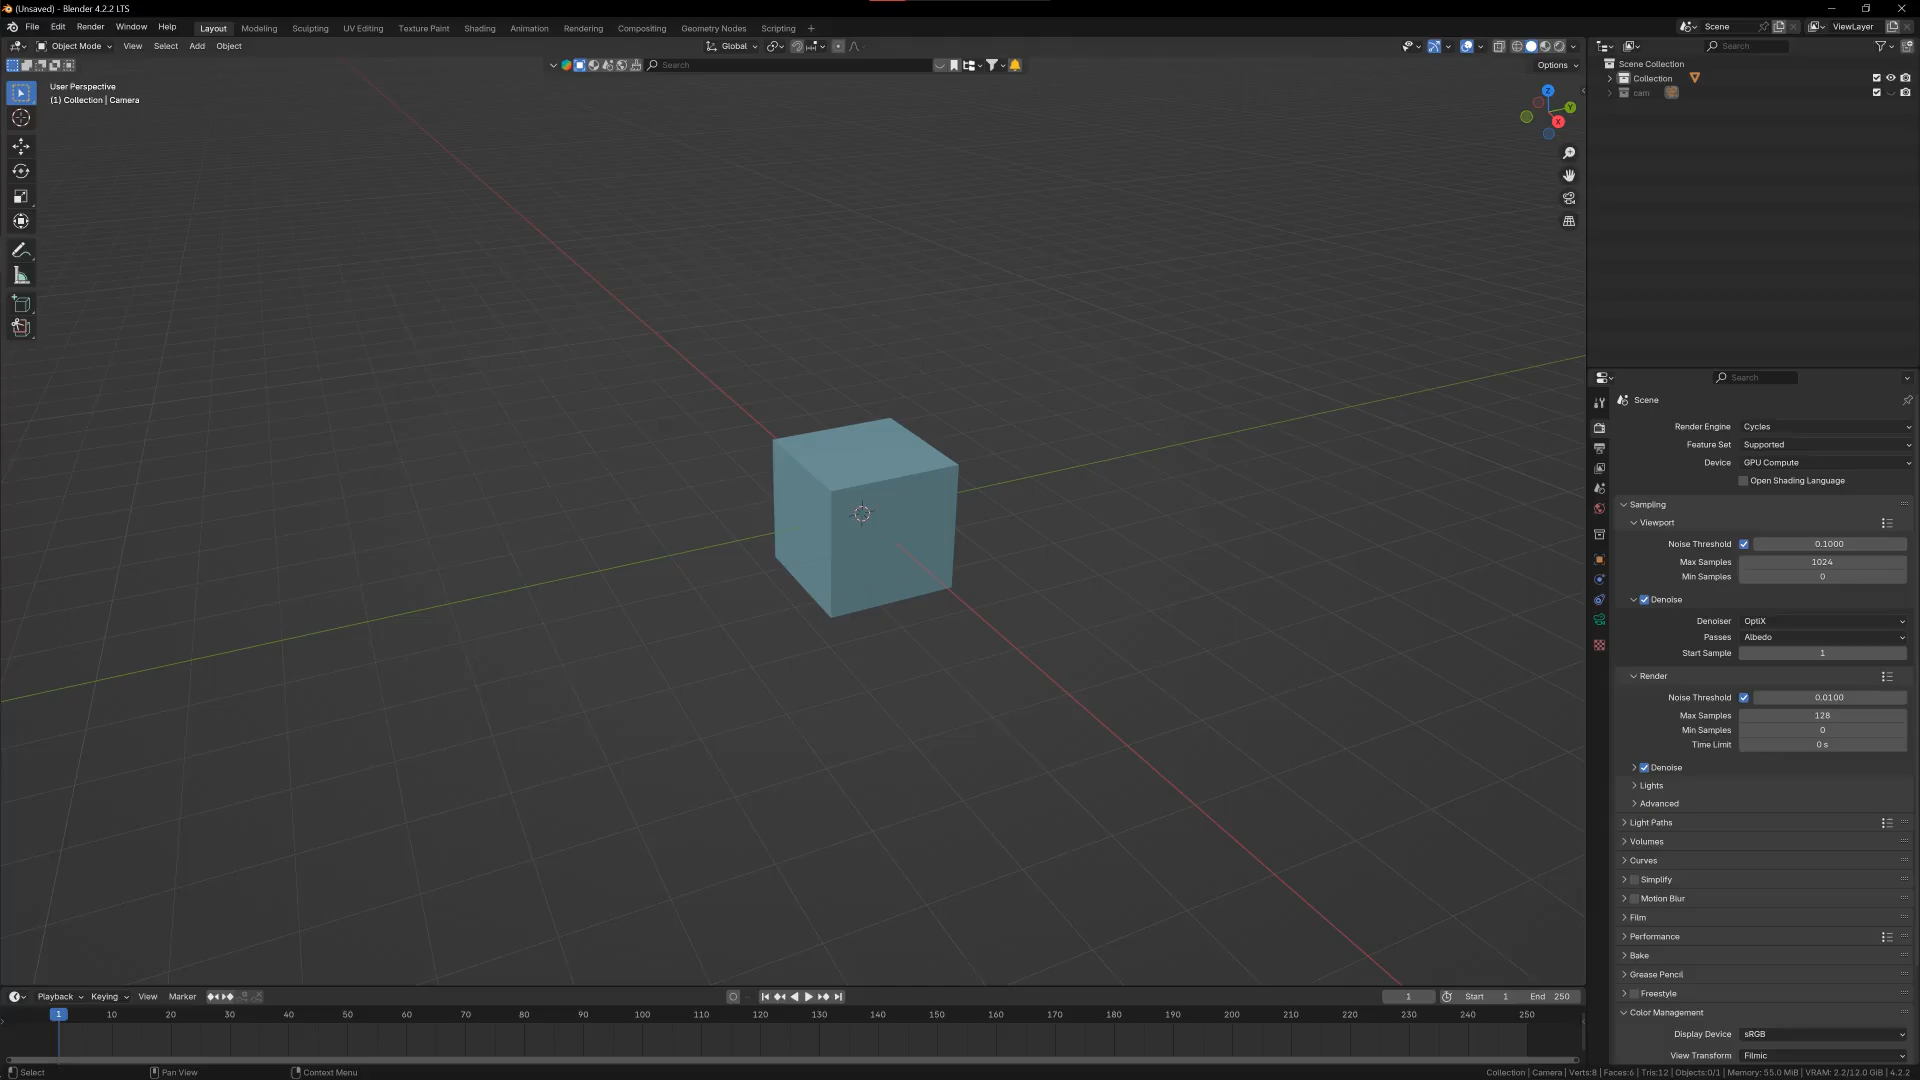 (Unsaved) - Blender 4.2.2 LTS
File Edit Render Window Help
Layout Modeling Sculpting UV Editing Texture Paint Shading Animation Rendering Compositing Geometry Nodes Scripting +
Scene
ViewLayer
Object Mode View Select Add Object
Global
Search
Search
Options
User Perspective
(1) Collection | Camera
Z
Y
X
Scene Collection
Collection
cam
Search
Scene
Render Engine Cycles
Feature Set Supported
Device GPU Compute
Open Shading Language
Sampling
Viewport
Noise Threshold 0.1000
Max Samples 1024
Min Samples 0
Denoise
Denoiser OptiX
Passes Albedo
Start Sample 1
Render
Noise Threshold 0.0100
Max Samples 128
Min Samples 0
Time Limit 0 s
Denoise
Lights
Advanced
Light Paths
Volumes
Curves
Simplify
Motion Blur
Film
Performance
Bake
Grease Pencil
Freestyle
Color Management
Display Device sRGB
View Transform Filmic
Playback Keying View Marker
1 Start 1 End 250
1 10 20 30 40 50 60 70 80 90 100 110 120 130 140 150 160 170 180 190 200 210 220 230 240 250
Select Pan View Context Menu
Collection | Camera | Verts:8 | Faces:6 | Tris:12 | Objects:0/1 | Memory: 55.0 MiB | VRAM: 2.2/12.0 GiB | 4.2.2